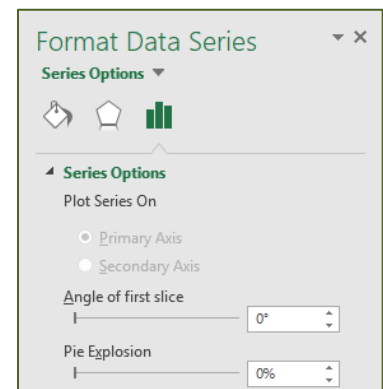 Format Data Series
Series Options
Series Options
Plot Series On
Primary Axis
Secondary Axis
Angle of first slice
0°
Pie Explosion
0%